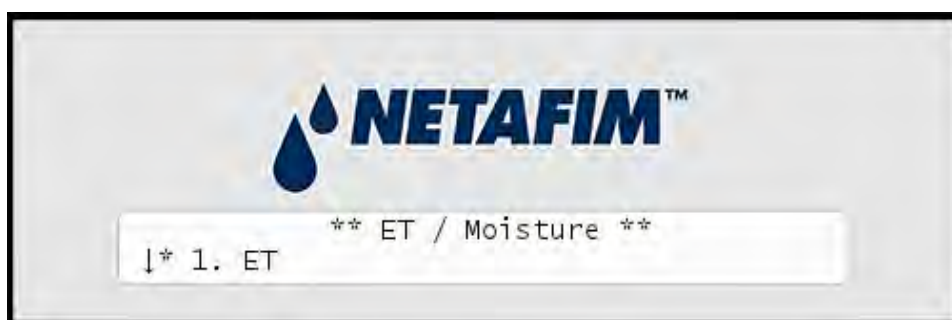 NETAFIM™
** ET / Moisture **
↓* 1. ET